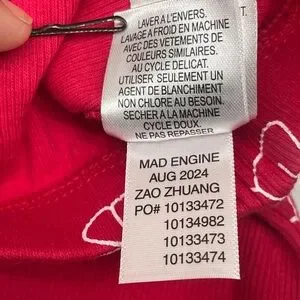 T.
LAVER À L'ENVERS.
LAVAGE À FROID EN MACHINE
AVEC DES VÊTEMENTS DE
COULEURS SIMILAIRES.
AU CYCLE DÉLICAT.
UTILISER SEULEMENT UN
AGENT DE BLANCHIMENT
NON CHLORE AU BESOIN.
SÉCHER À LA MACHINE
CYCLE DOUX.
NE PAS REPASSER
MAD ENGINE
AUG 2024
ZAO ZHUANG
PO# 10133472
10134982
10133473
10133474